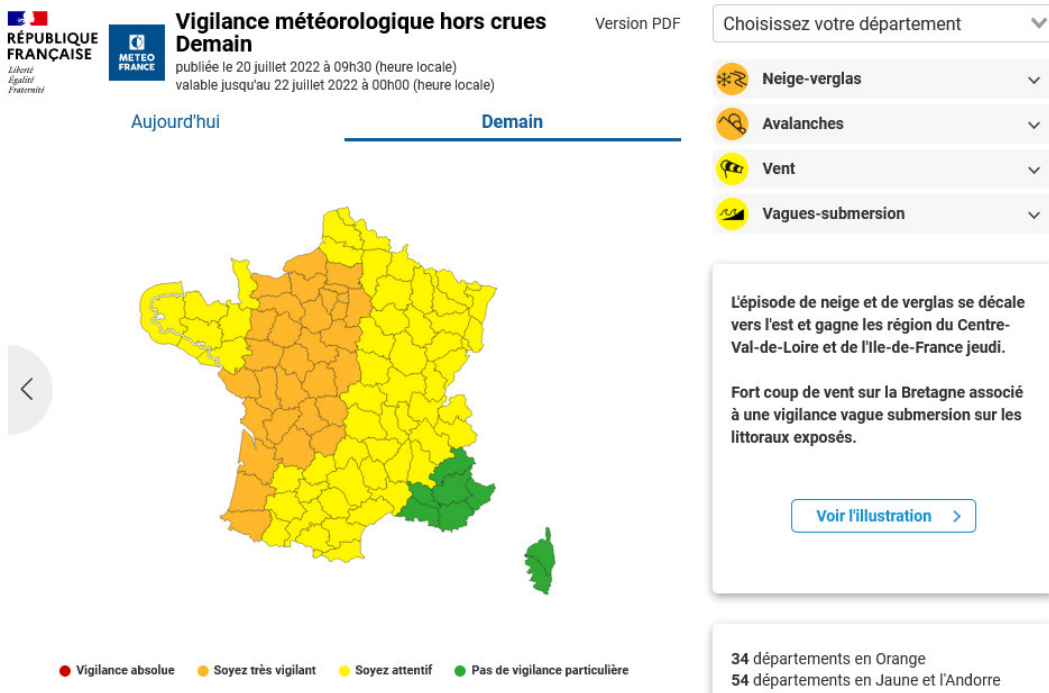 RÉPUBLIQUE
FRANÇAISE
Liberté
Égalité
Fraternité
METEO
FRANCE
Vigilance météorologique hors crues
Demain
publiée le 20 juillet 2022 à 09h30 (heure locale)
valable jusqu'au 22 juillet 2022 à 00h00 (heure locale)
Version PDF
Aujourd'hui
Demain
Vigilance absolue
Soyez très vigilant
Soyez attentif
Pas de vigilance particulière
Choisissez votre département
Neige-verglas
Avalanches
Vent
Vagues-submersion
L'épisode de neige et de verglas se décale
vers l'est et gagne les région du Centre-
Val-de-Loire et de l'Ile-de-France jeudi.
Fort coup de vent sur la Bretagne associé
à une vigilance vague submersion sur les
littoraux exposés.
Voir l'illustration
34 départements en Orange
54 départements en Jaune et l'Andorre